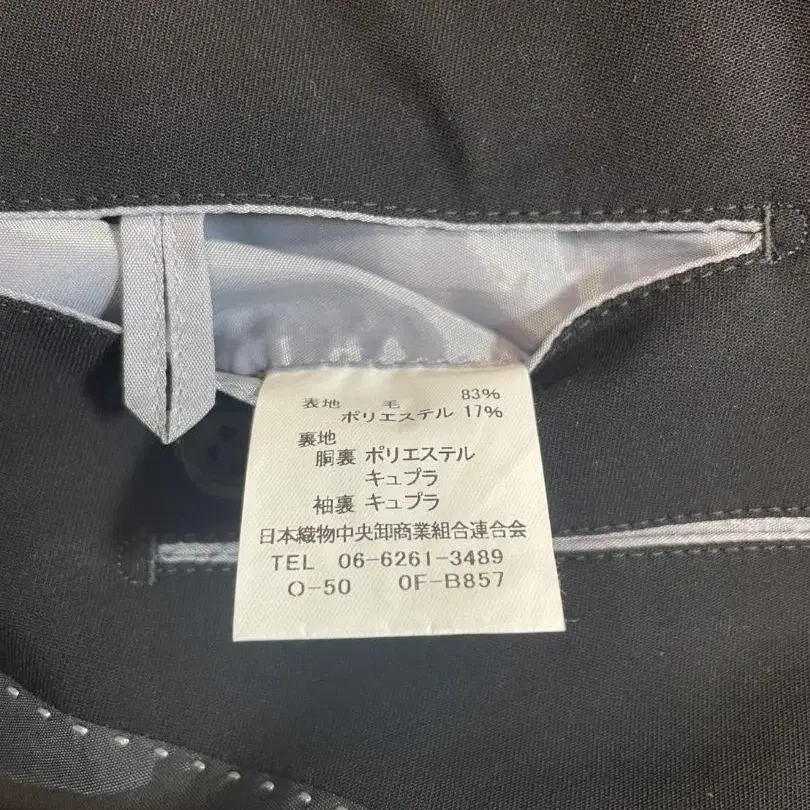 表地 毛 83%
ポリエステル 17%
裏地
胴裏 ポリエステル
キュプラ
袖裏 キュプラ
日本織物中央卸商業組合連合会
TEL 06-6261-3489
O-50 OF-B857